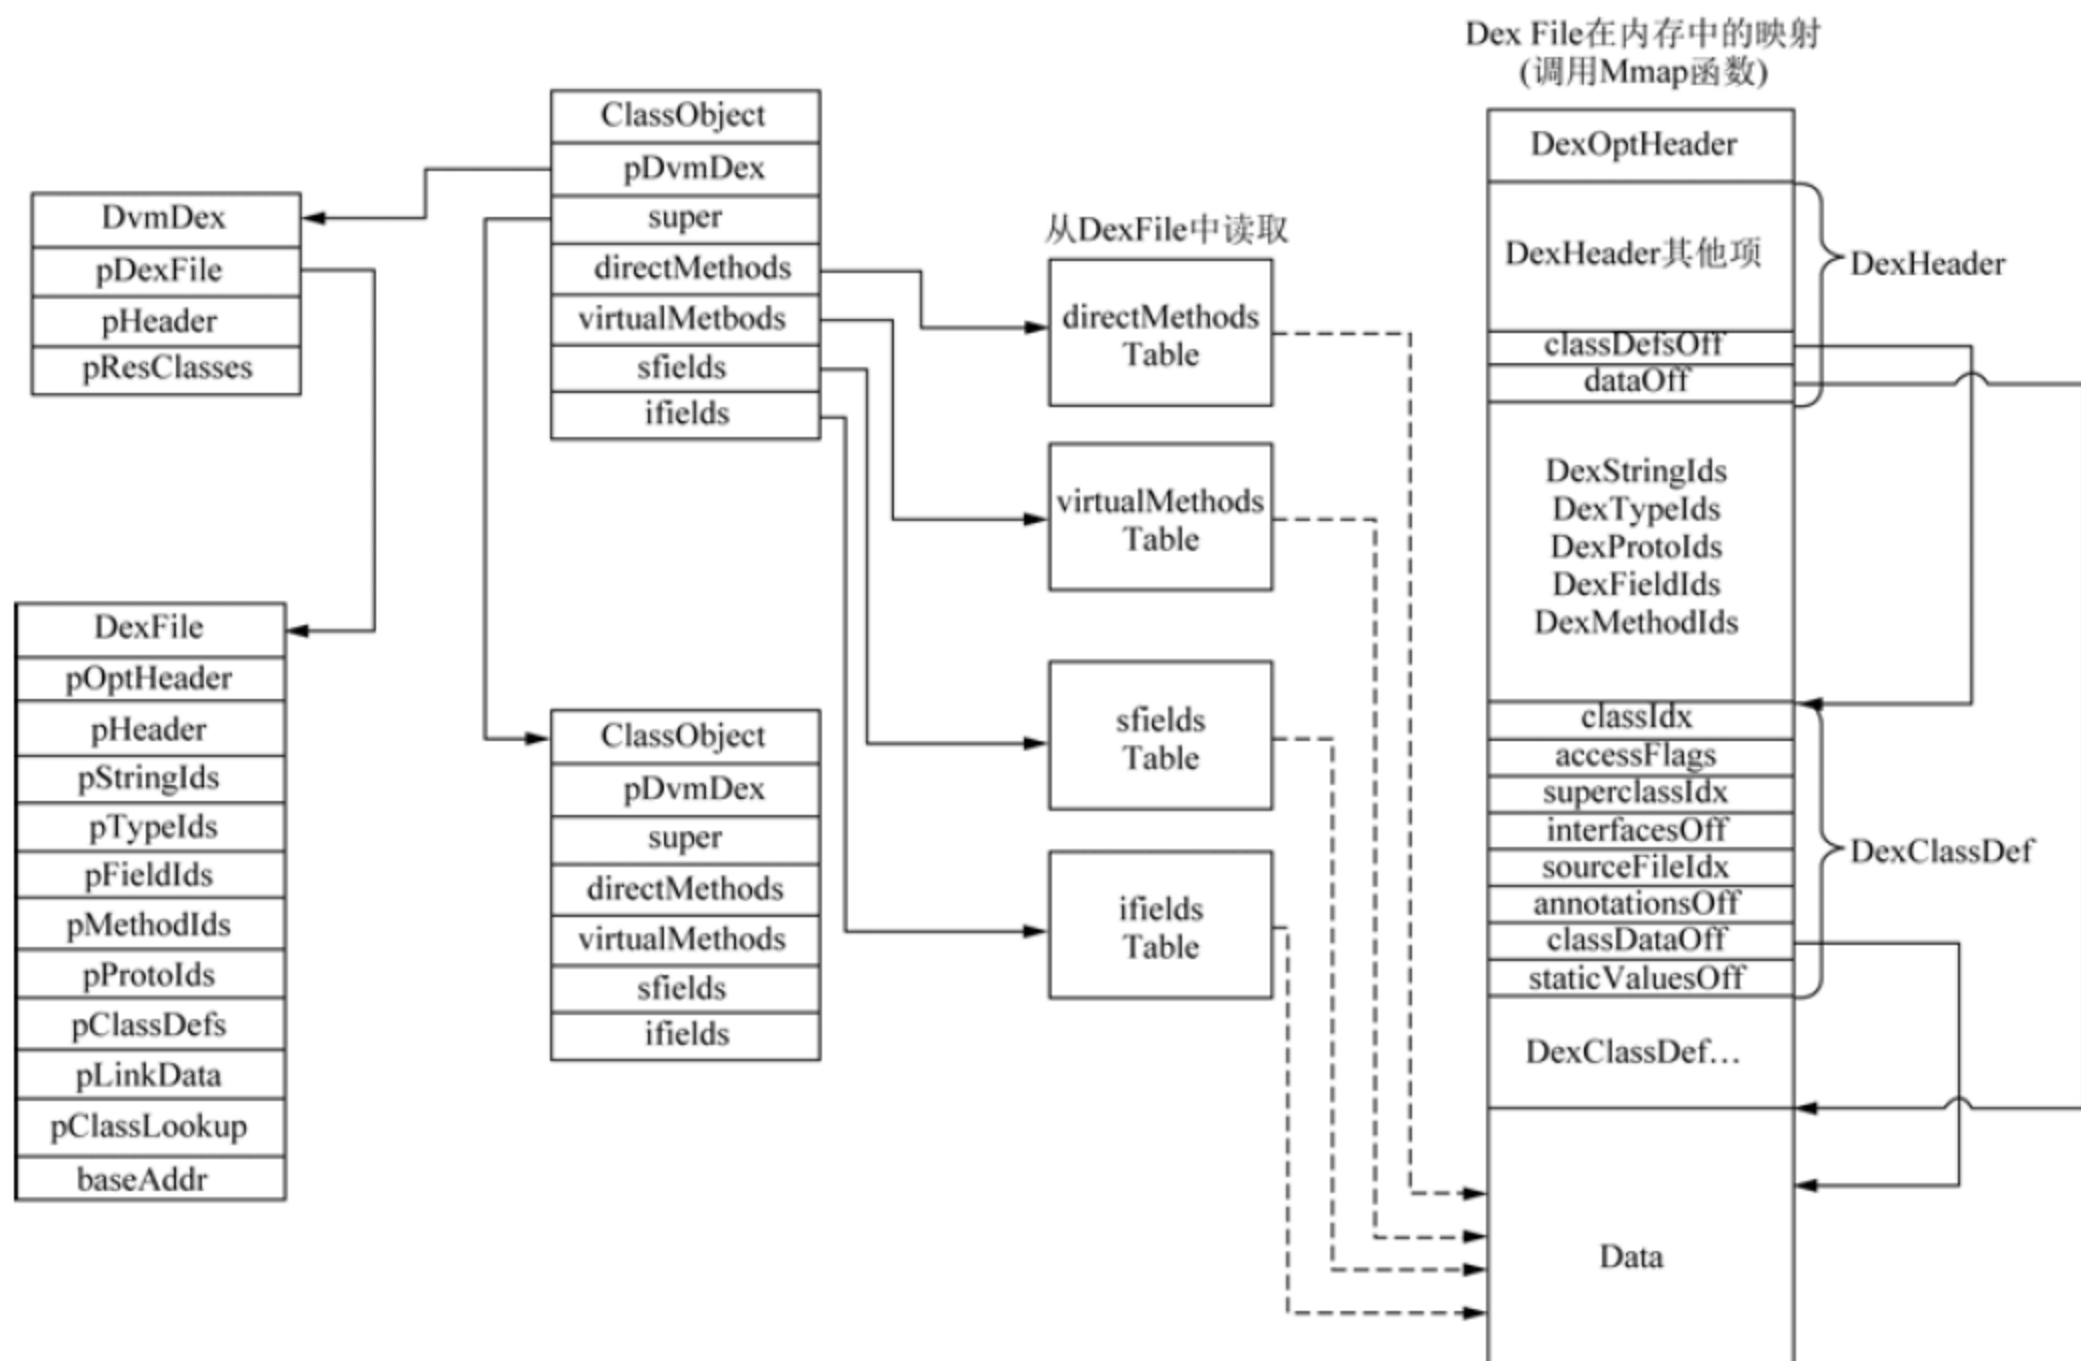 DvmDex
pDexFile
pHeader
pResClasses
DexFile
pOptHeader
pHeader
pStringIds
pTypeIds
pFieldIds
pMethodIds
pProtoIds
pClassDefs
pLinkData
pClassLookup
baseAddr
ClassObject
pDvmDex
super
directMethods
virtualMetbods
sfields
ifields
ClassObject
pDvmDex
super
directMethods
virtualMethods
sfields
ifields
从DexFile中读取
directMethods
Table
virtualMethods
Table
sfields
Table
ifields
Table
Dex File在内存中的映射
(调用Mmap函数)
DexOptHeader
DexHeader其他项
classDefsOff
dataOff
DexHeader
DexStringIds
DexTypeIds
DexProtoIds
DexFieldIds
DexMethodIds
classIdx
accessFlags
superclassIdx
interfacesOff
sourceFileIdx
annotationsOff
classDataOff
staticValuesOff
DexClassDef
DexClassDef...
Data